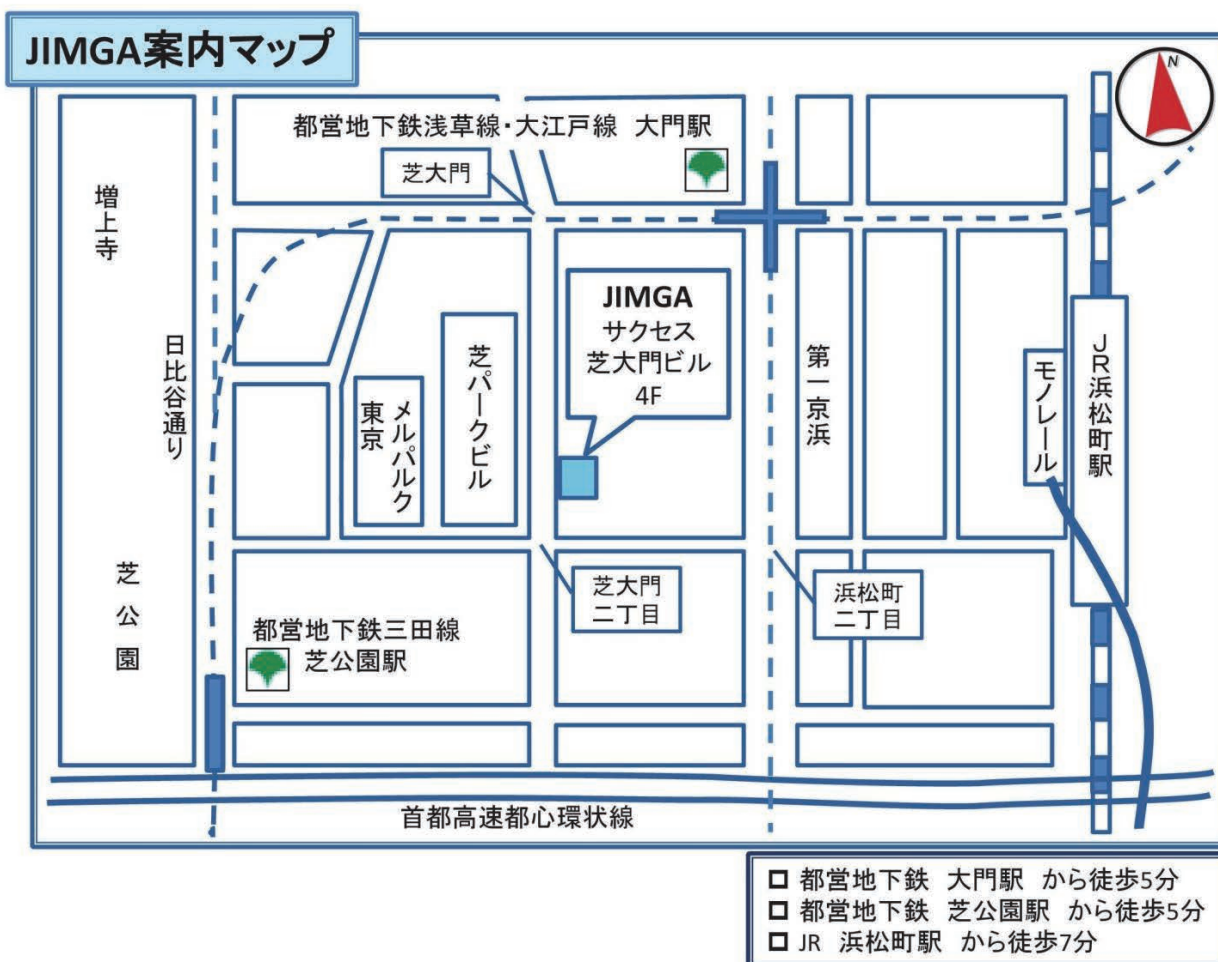 JIMGA案内マップ
N
都営地下鉄浅草線・大江戸線 大門駅
芝大門
増上寺
日比谷通り
芝公園
メルパルク
東京
芝パークビル
JIMGA
サクセス
芝大門ビル
4F
第一京浜
モノレール
JR浜松町駅
芝大門
二丁目
浜松町
二丁目
都営地下鉄三田線
芝公園駅
首都高速都心環状線
都営地下鉄 大門駅 から徒歩5分
都営地下鉄 芝公園駅 から徒歩5分
JR 浜松町駅 から徒歩7分